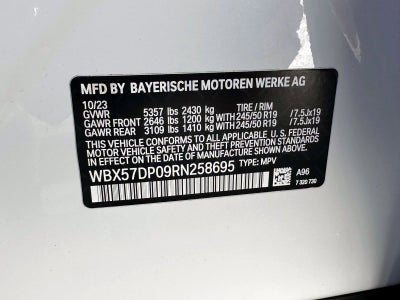 MFD BY BAYERISCHE MOTOREN WERKE AG
10/23
GVWR 5357 lbs 2430 kg TIRE / RIM
GAWR FRONT 2646 lbs 1200 KG WITH 245/50 R19 /7.5Jx19
GAWR REAR 3109 lbs 1410 KG WITH 245/50 R19 /7.5Jx19
THIS VEHICLE CONFORMS TO ALL APPLICABLE
U.S. FEDERAL MOTOR VEHICLE SAFETY AND
THEFT PREVENTION STANDARDS IN EFFECT ON
THE DATE OF MANUFACTURE SHOWN ABOVE.
WBX57DP09RN258695 TYPE: MPV
A96
7 320 730